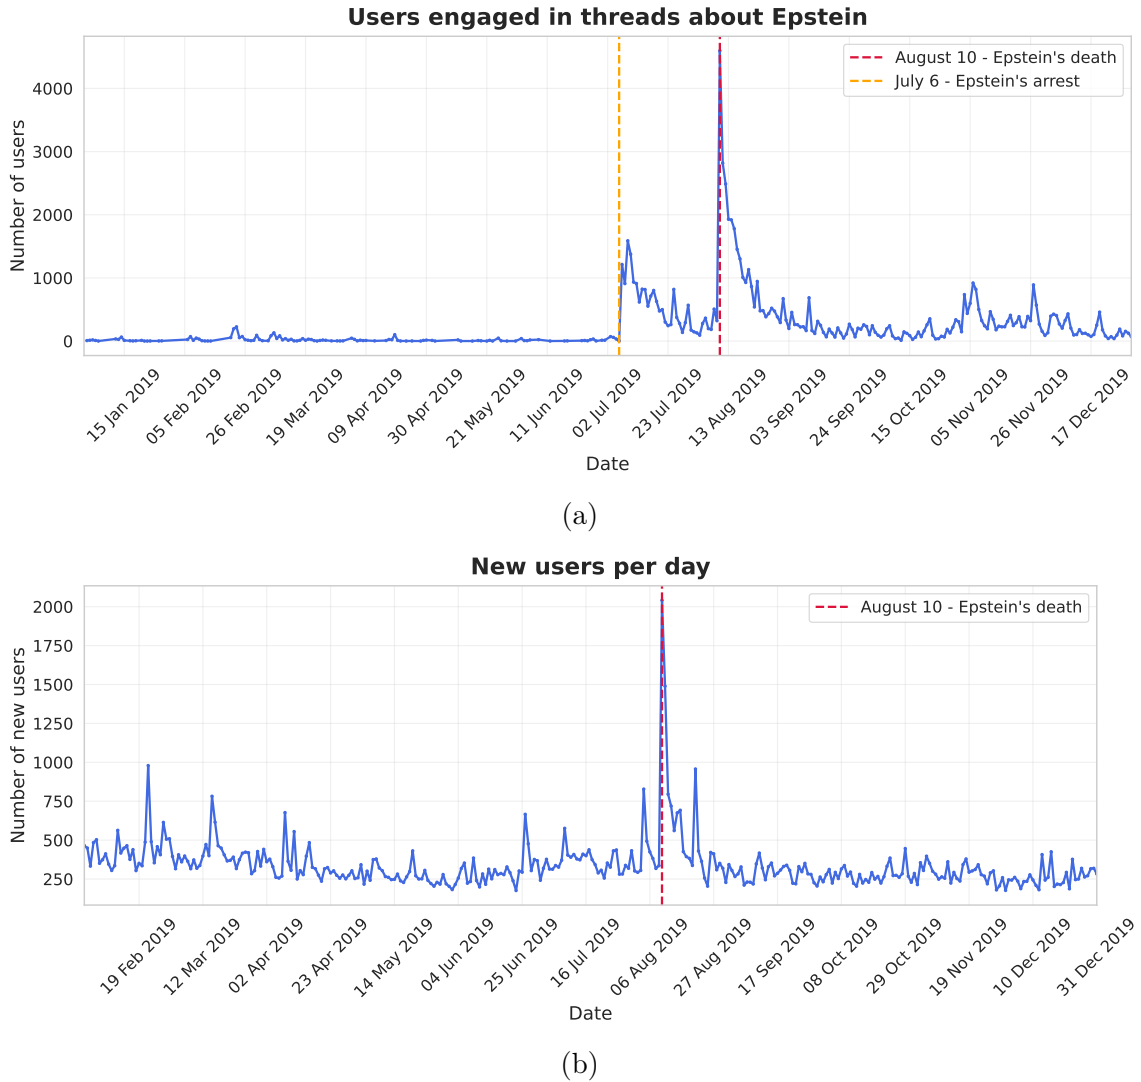 Users engaged in threads about Epstein
August 10 - Epstein's death
July 6 - Epstein's arrest
Number of users
4000
3000
2000
1000
0
15 Jan 2019
05 Feb 2019
26 Feb 2019
19 Mar 2019
09 Apr 2019
30 Apr 2019
21 May 2019
11 Jun 2019
02 Jul 2019
23 Jul 2019
13 Aug 2019
03 Sep 2019
24 Sep 2019
15 Oct 2019
05 Nov 2019
26 Nov 2019
17 Dec 2019
Date
(a)
New users per day
August 10 - Epstein's death
Number of new users
2000
1750
1500
1250
1000
750
500
250
19 Feb 2019
12 Mar 2019
02 Apr 2019
23 Apr 2019
14 May 2019
04 Jun 2019
25 Jun 2019
16 Jul 2019
06 Aug 2019
27 Aug 2019
17 Sep 2019
08 Oct 2019
29 Oct 2019
19 Nov 2019
10 Dec 2019
31 Dec 2019
Date
(b)